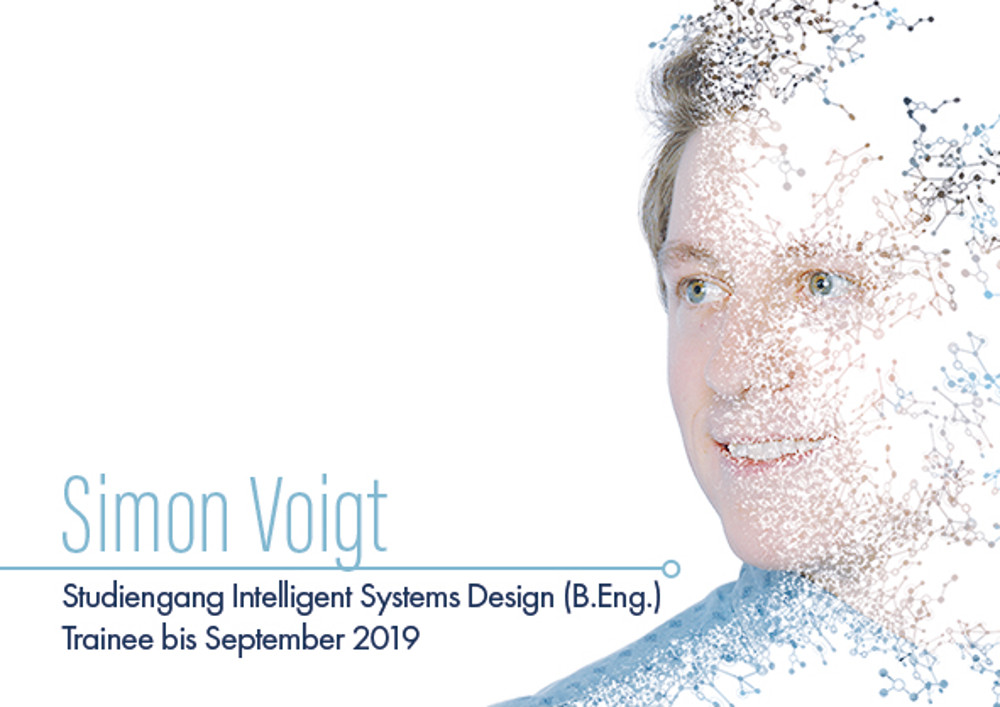 Simon Voigt
Studiengang Intelligent Systems Design (B.Eng.)
Trainee bis September 2019